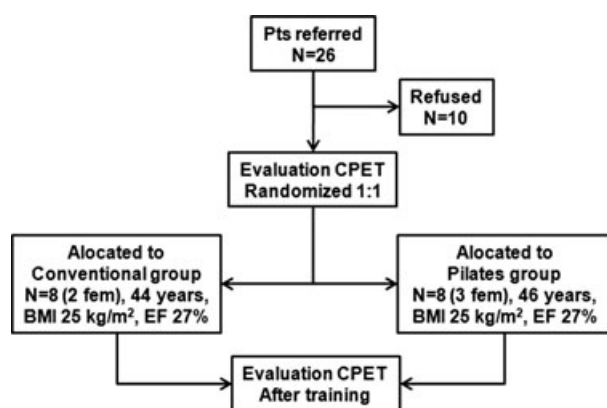 Pts referred
N=26
Refused
N=10
Evaluation CPET
Randomized 1:1
Alocated to
Conventional group
N=8 (2 fem), 44 years,
BMI 25 kg/m², EF 27%
Alocated to
Pilates group
N=8 (3 fem), 46 years,
BMI 25 kg/m², EF 27%
Evaluation CPET
After training